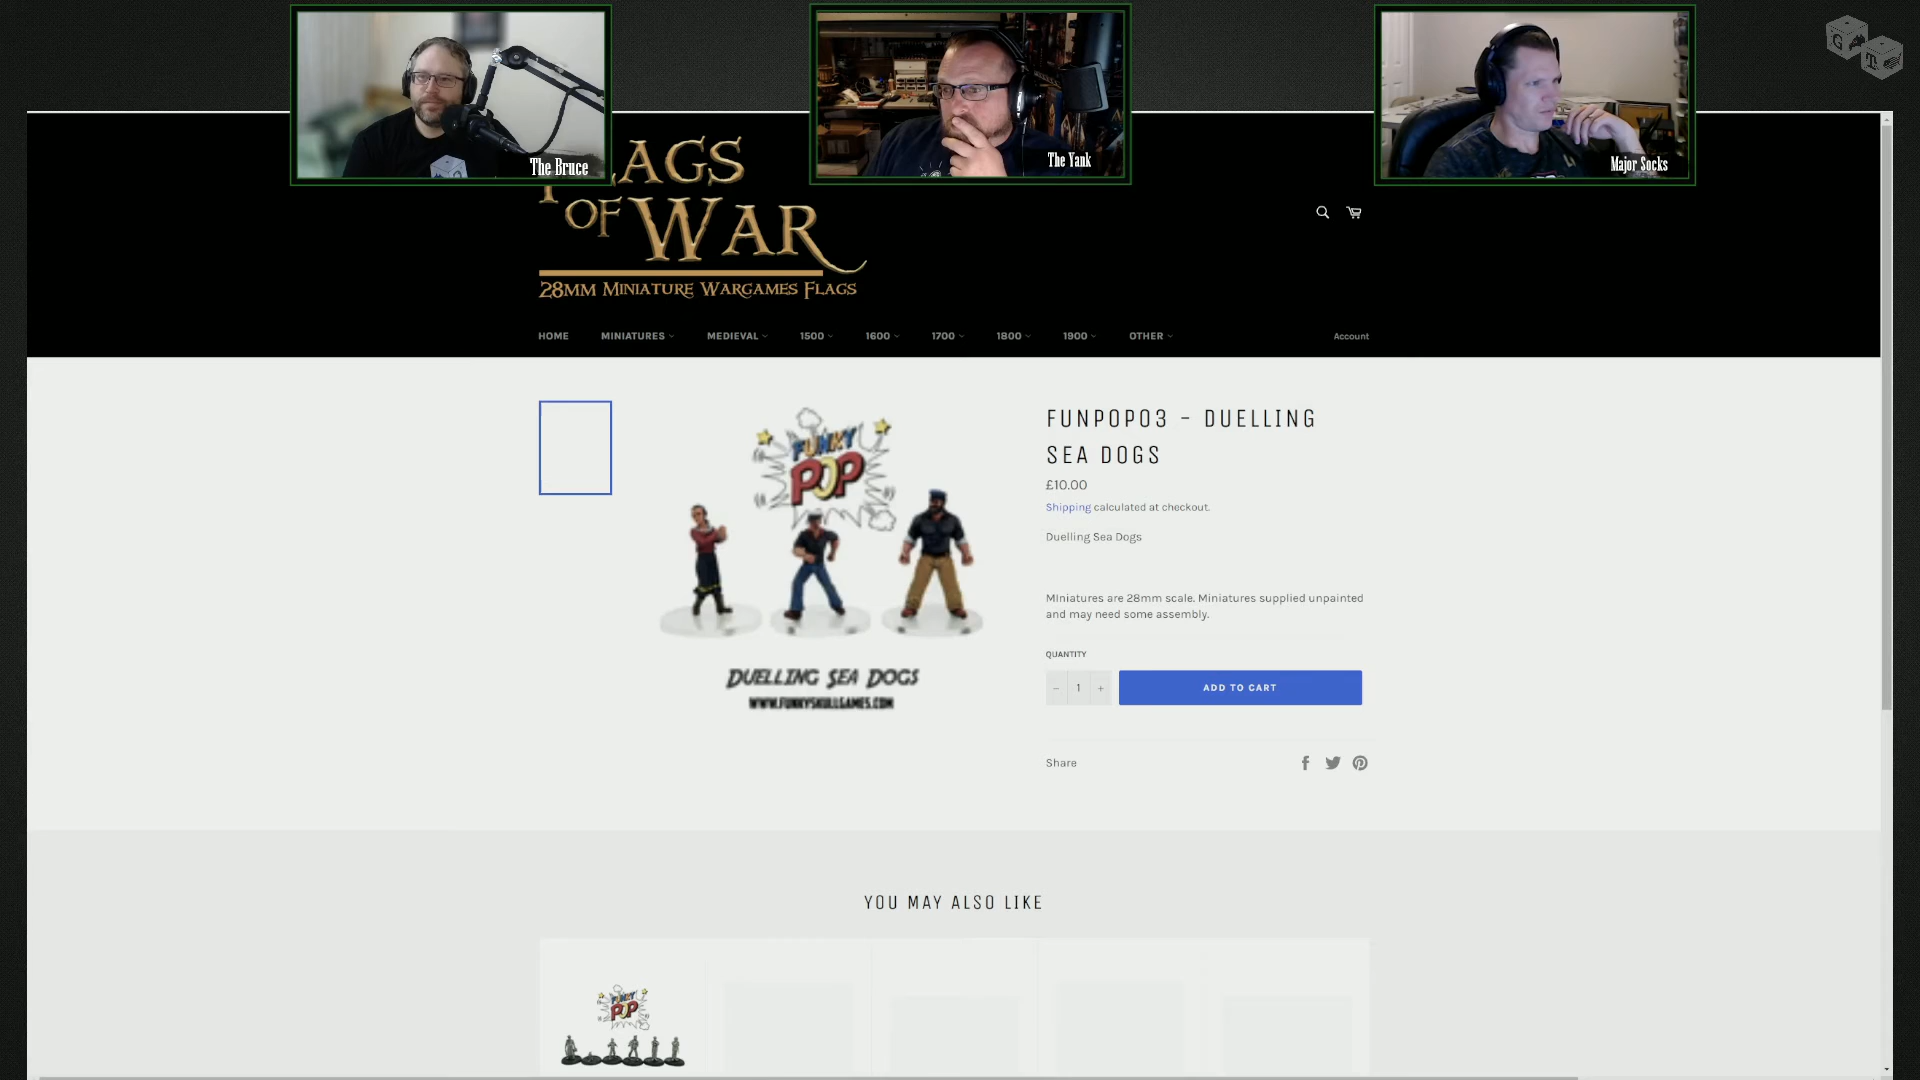 The Bruce
The Yank
Major Socks
G
T
FLAGS
OF WAR
28MM MINIATURE WARGAMES FLAGS
HOME MINIATURES MEDIEVAL 1500 1600 1700 1800 1900 OTHER Account
FUNKY
POP
DUELLING SEA DOGS
WWW.FUNKYSKULLGAMES.COM
FUNPOP03 - DUELLING
SEA DOGS
£10.00
Shipping calculated at checkout.
Duelling Sea Dogs
MIniatures are 28mm scale. Miniatures supplied unpainted
and may need some assembly.
QUANTITY
− 1 + ADD TO CART
Share
YOU MAY ALSO LIKE
FUNKY
POP